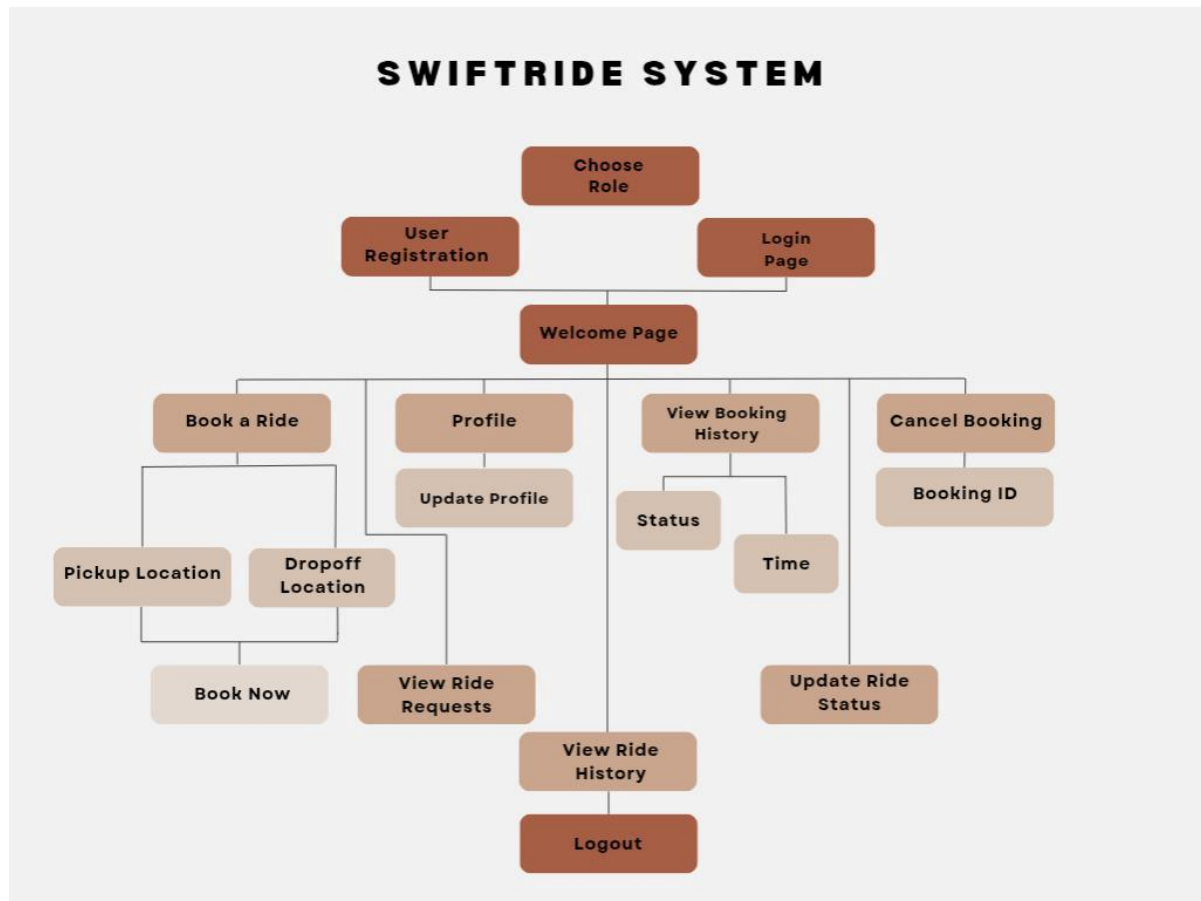 SWIFTRIDE SYSTEM
Choose
Role
User
Registration
Login
Page
Welcome Page
Book a Ride
Profile
View Booking
History
Cancel Booking
Update Profile
Booking ID
Status
Time
Pickup Location
Dropoff
Location
Book Now
View Ride
Requests
Update Ride
Status
View Ride
History
Logout